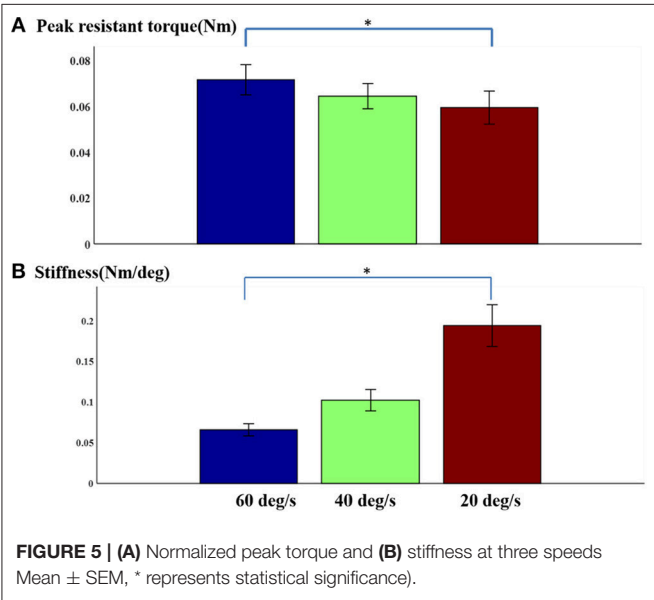 A Peak resistant torque(Nm)
*
0.08
0.06
0.04
0.02
0
B Stiffness(Nm/deg)
*
0.2
0.15
0.1
0.05
0
60 deg/s 40 deg/s 20 deg/s
FIGURE 5 | (A) Normalized peak torque and (B) stiffness at three speeds
Mean ± SEM, * represents statistical significance).